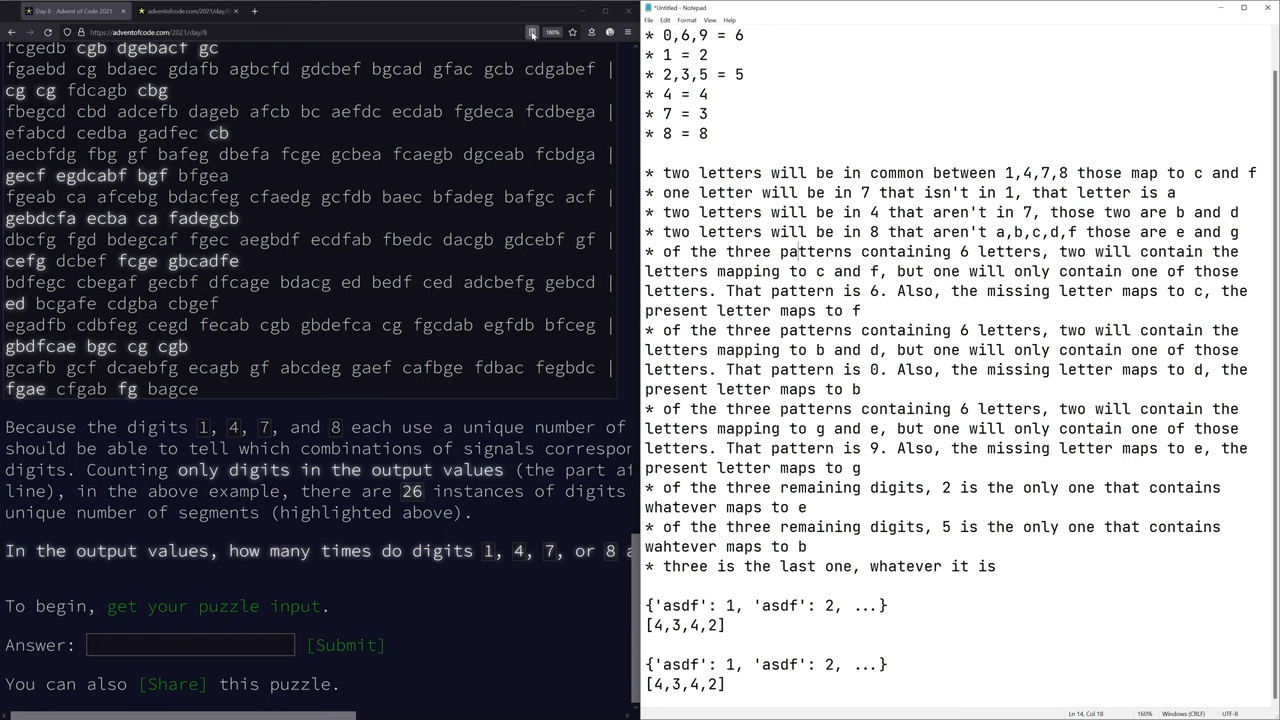 Day 8 - Advent of Code 2021
adventofcode.com/2021/day/8
https://adventofcode.com/2021/day/8
180%
fgaebd cg bdaec gdafb agbcfd gdcbef bgcad gfac gcb cdgabef |
cg cg fdcagb cbg
fbegcd cbd adcefb dageb afcb bc aefdc ecdab fgdeca fcdbega |
efabcd cedba gadfec cb
aecbfdg fbg gf bafeg dbefa fcge gcbea fcaegb dgceab fcbdga |
gecf egdcabf bgf bfgea
fgeab ca afcebg bdacfeg cfaedg gcfdb baec bfadeg bafgc acf |
gebdcfa ecba ca fadegcb
dbcfg fgd bdegcaf fgec aegbdf ecdfab fbedc dacgb gdcebf gf |
cefg dcbef fcge gbcadfe
bdfegc cbegaf gecbf dfcage bdacg ed bedf ced adcbefg gebcd |
ed bcgafe cdgba cbgef
egadfb cdbfeg cegd fecab cgb gbdefca cg fgcdab egfdb bfceg |
gbdfcae bgc cg cgb
gcafb gcf dcaebfg ecagb gf abcdeg gaef cafbge fdbac fegbdc |
fgae cfgab fg bagce
Because the digits 1, 4, 7, and 8 each use a unique number of
should be able to tell which combinations of signals correspon
digits. Counting only digits in the output values (the part af
line), in the above example, there are 26 instances of digits
unique number of segments (highlighted above).
In the output values, how many times do digits 1, 4, 7, or 8 a
To begin, get your puzzle input.
Answer: [Submit]
You can also [Share] this puzzle.
*Untitled - Notepad
File Edit Format View Help
* 0,6,9 = 6
* 1 = 2
* 2,3,5 = 5
* 4 = 4
* 7 = 3
* 8 = 8
* two letters will be in common between 1,4,7,8 those map to c and f
* one letter will be in 7 that isn't in 1, that letter is a
* two letters will be in 4 that aren't in 7, those two are b and d
* two letters will be in 8 that aren't a,b,c,d,f those are e and g
* of the three patterns containing 6 letters, two will contain the
letters mapping to c and f, but one will only contain one of those
letters. That pattern is 6. Also, the missing letter maps to c, the
present letter maps to f
* of the three patterns containing 6 letters, two will contain the
letters mapping to b and d, but one will only contain one of those
letters. That pattern is 0. Also, the missing letter maps to d, the
present letter maps to b
* of the three patterns containing 6 letters, two will contain the
letters mapping to g and e, but one will only contain one of those
letters. That pattern is 9. Also, the missing letter maps to e, the
present letter maps to g
* of the three remaining digits, 2 is the only one that contains
whatever maps to e
* of the three remaining digits, 5 is the only one that contains
wahtever maps to b
* three is the last one, whatever it is
{'asdf': 1, 'asdf': 2, ...}
[4,3,4,2]
{'asdf': 1, 'asdf': 2, ...}
[4,3,4,2]
Ln 14, Col 18 160% Windows (CRLF) UTF-8